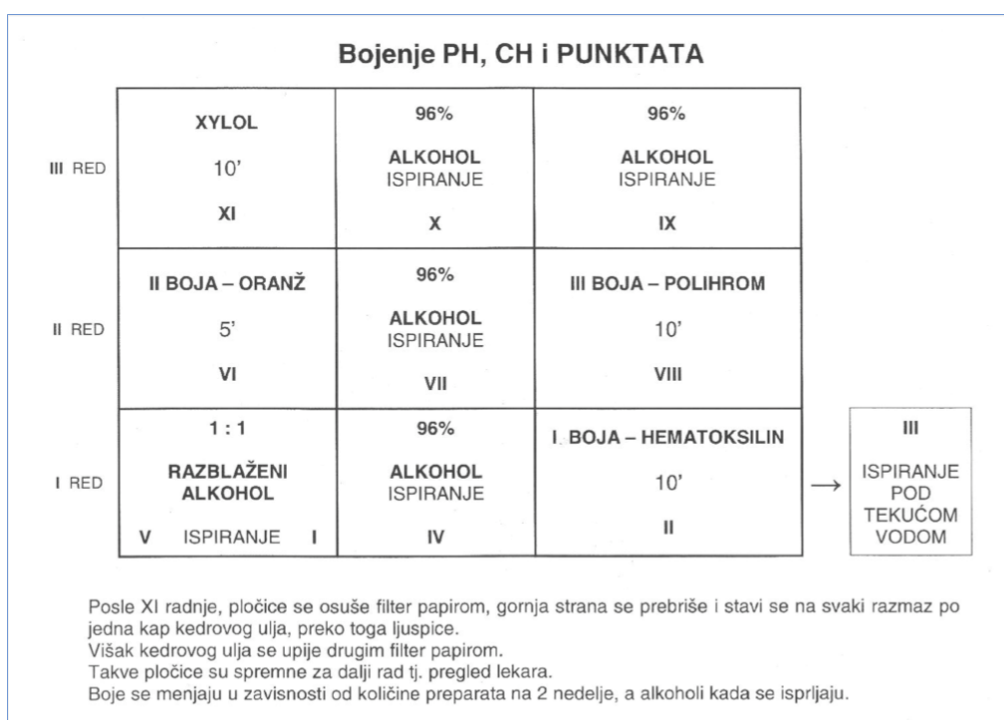 Bojenje PH, CH i PUNKTATA
III RED
XYLOL
10'
XI
96%
ALKOHOL
ISPIRANJE
X
96%
ALKOHOL
ISPIRANJE
IX
II RED
II BOJA – ORANŽ
5'
VI
96%
ALKOHOL
ISPIRANJE
VII
III BOJA – POLIHROM
10'
VIII
I RED
1 : 1
RAZBLAŽENI
ALKOHOL
V ISPIRANJE I
96%
ALKOHOL
ISPIRANJE
IV
I BOJA – HEMATOKSILIN
10'
II
→
III
ISPIRANJE
POD
TEKUĆOM
VODOM
Posle XI radnje, pločice se osuše filter papirom, gornja strana se prebriše i stavi se na svaki razmaz po
jedna kap kedrovog ulja, preko toga ljuspice.
Višak kedrovog ulja se upije drugim filter papirom.
Takve pločice su spremne za dalji rad tj. pregled lekara.
Boje se menjaju u zavisnosti od količine preparata na 2 nedelje, a alkoholi kada se isprljaju.